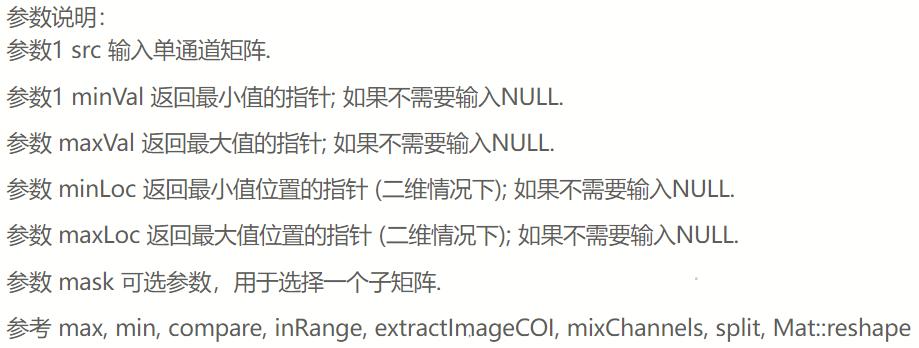 参数说明：
参数1 src 输入单通道矩阵.
参数1 minVal 返回最小值的指针; 如果不需要输入NULL.
参数 maxVal 返回最大值的指针; 如果不需要输入NULL.
参数 minLoc 返回最小值位置的指针 (二维情况下); 如果不需要输入NULL.
参数 maxLoc 返回最大值位置的指针 (二维情况下); 如果不需要输入NULL.
参数 mask 可选参数，用于选择一个子矩阵.
参考 max, min, compare, inRange, extractImageCOI, mixChannels, split, Mat::reshape